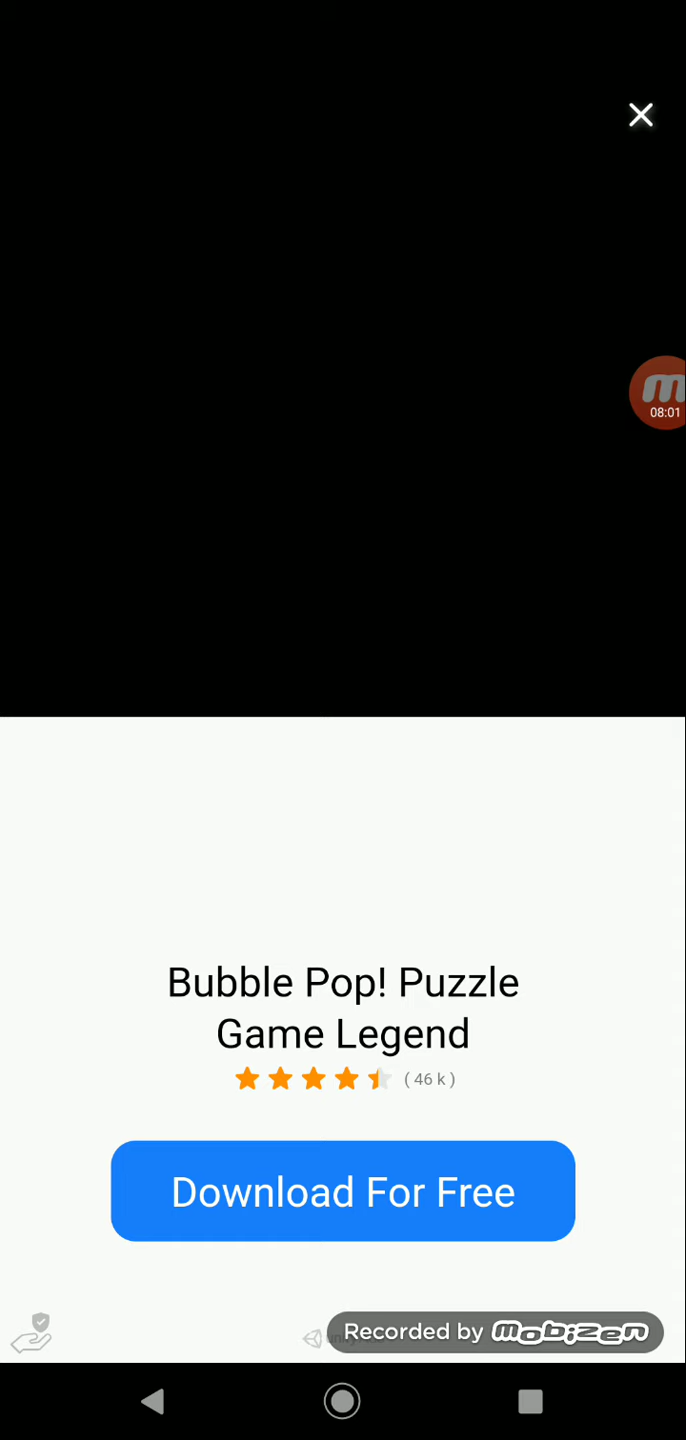 08:01
Bubble Pop! Puzzle
Game Legend
( 46 k )
Download For Free
Recorded by mobizen